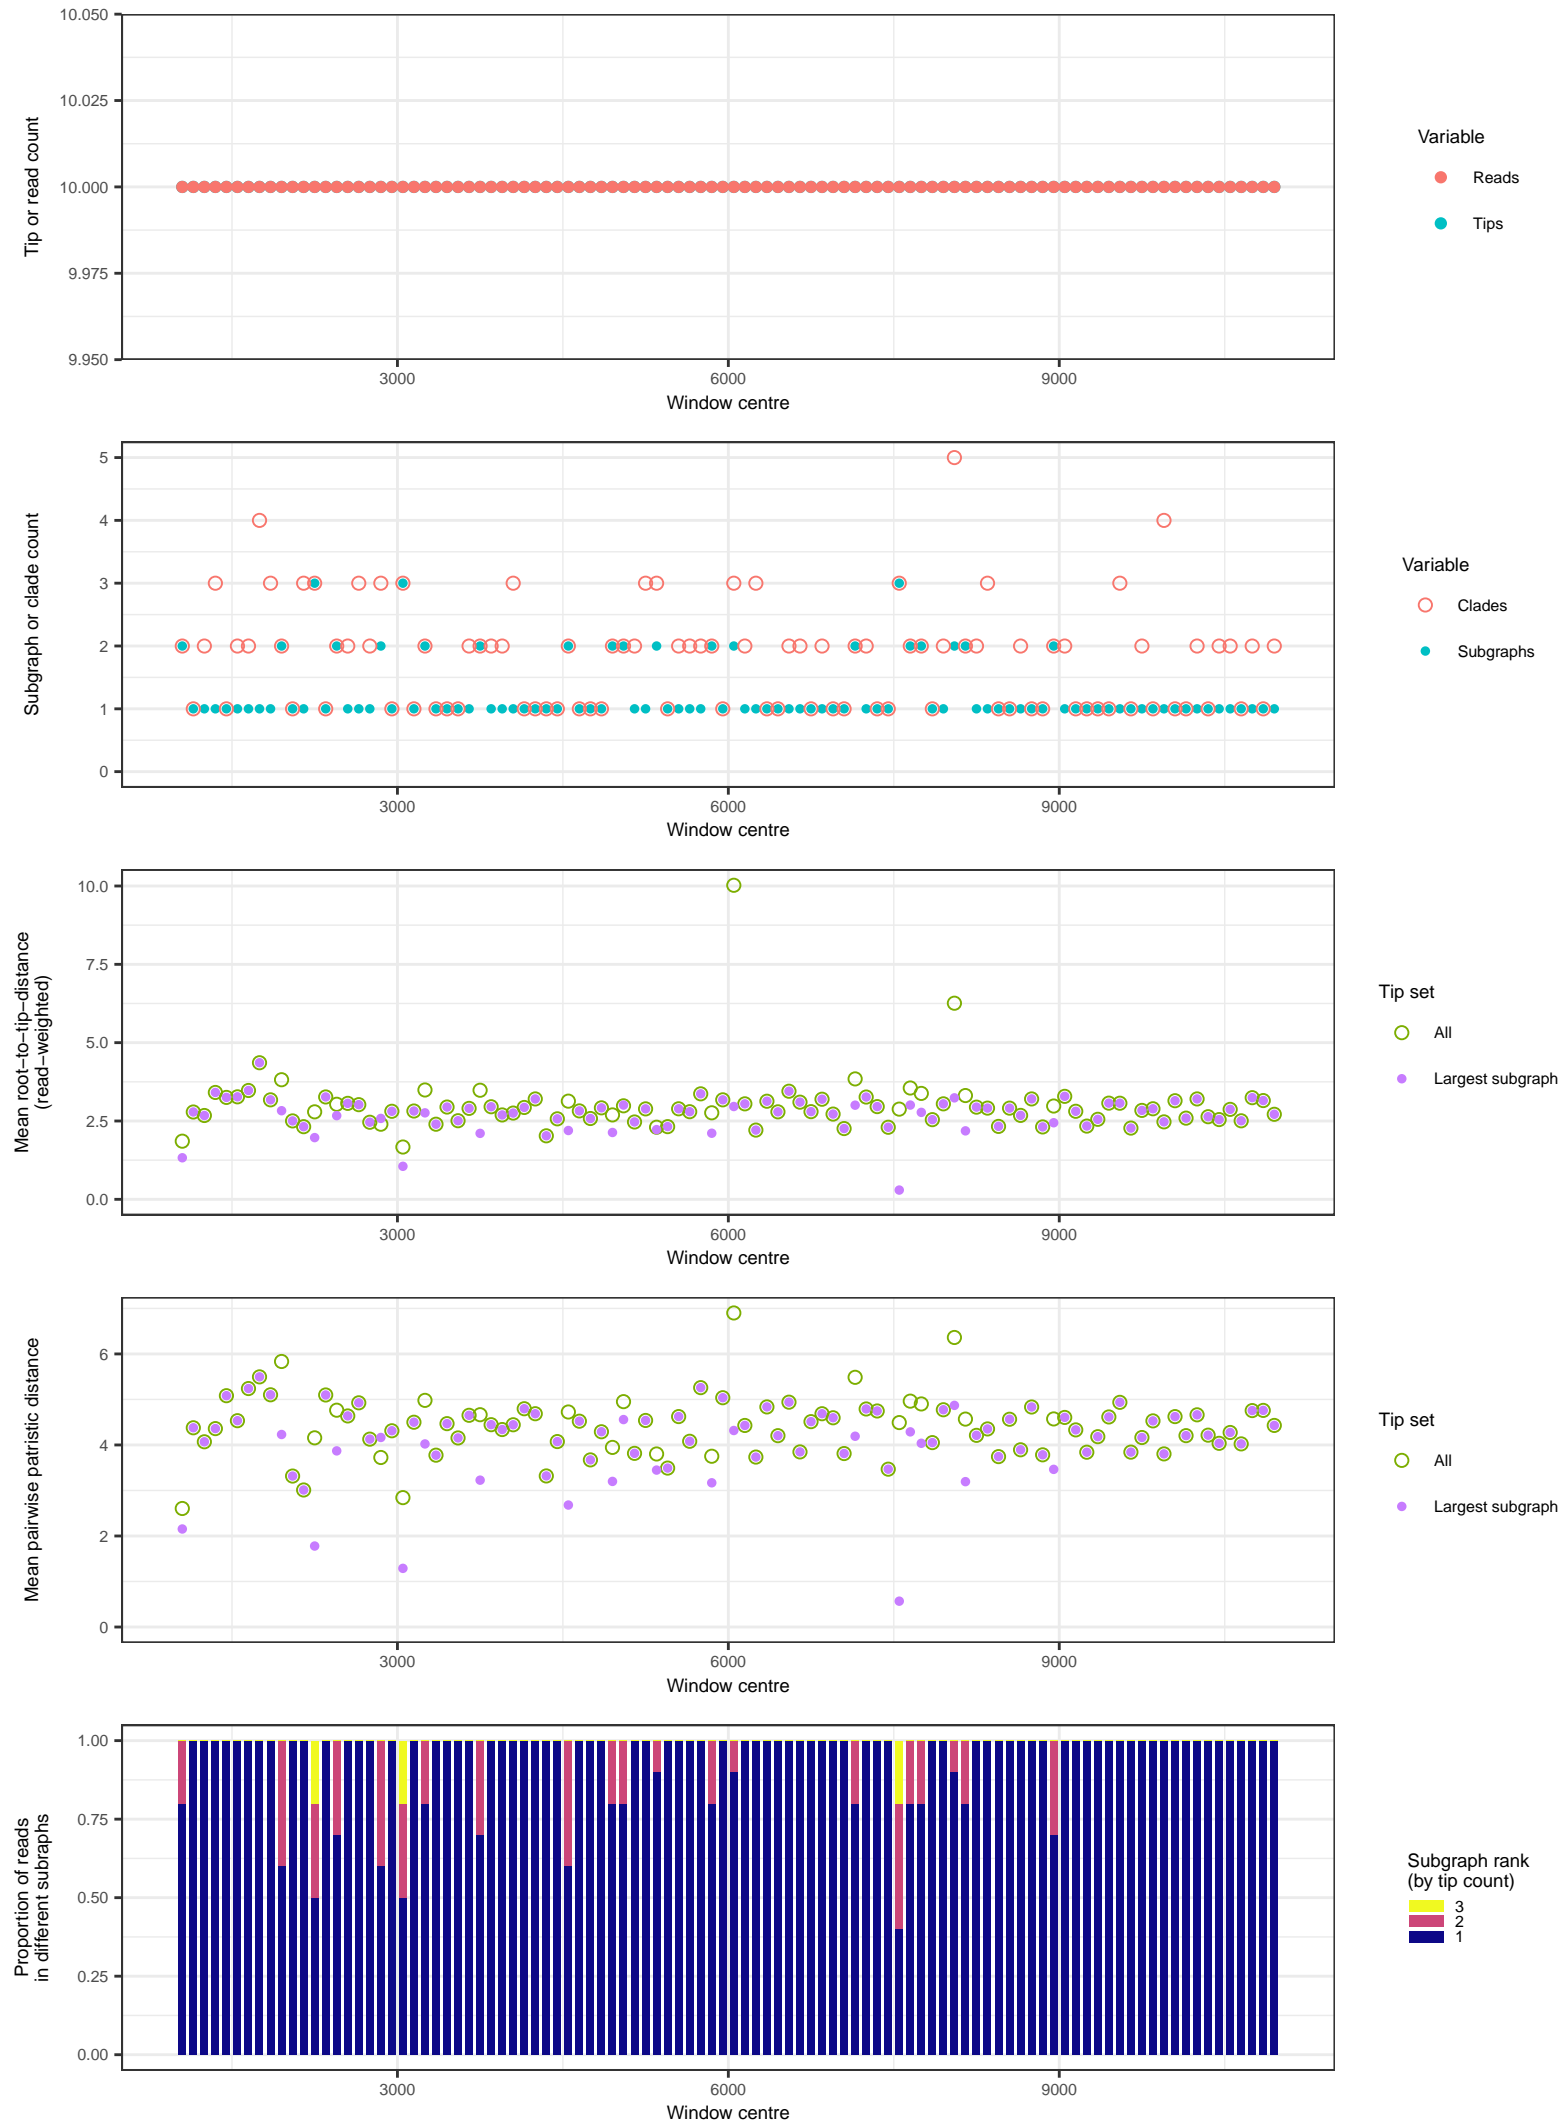 10.050
10.025
10.000
9.975
9.950
Tip or read count
3000 6000 9000
Window centre
Variable
Reads
Tips
5
4
3
2
1
0
Subgraph or clade count
3000 6000 9000
Window centre
Variable
Clades
Subgraphs
10.0
7.5
5.0
2.5
0.0
Mean root−to−tip−distance
(read−weighted)
3000 6000 9000
Window centre
Tip set
All
Largest subgraph
6
4
2
0
Mean pairwise patristic distance
3000 6000 9000
Window centre
Tip set
All
Largest subgraph
1.00
0.75
0.50
0.25
0.00
Proportion of reads
in different subraphs
3000 6000 9000
Window centre
Subgraph rank
(by tip count)
3
2
1